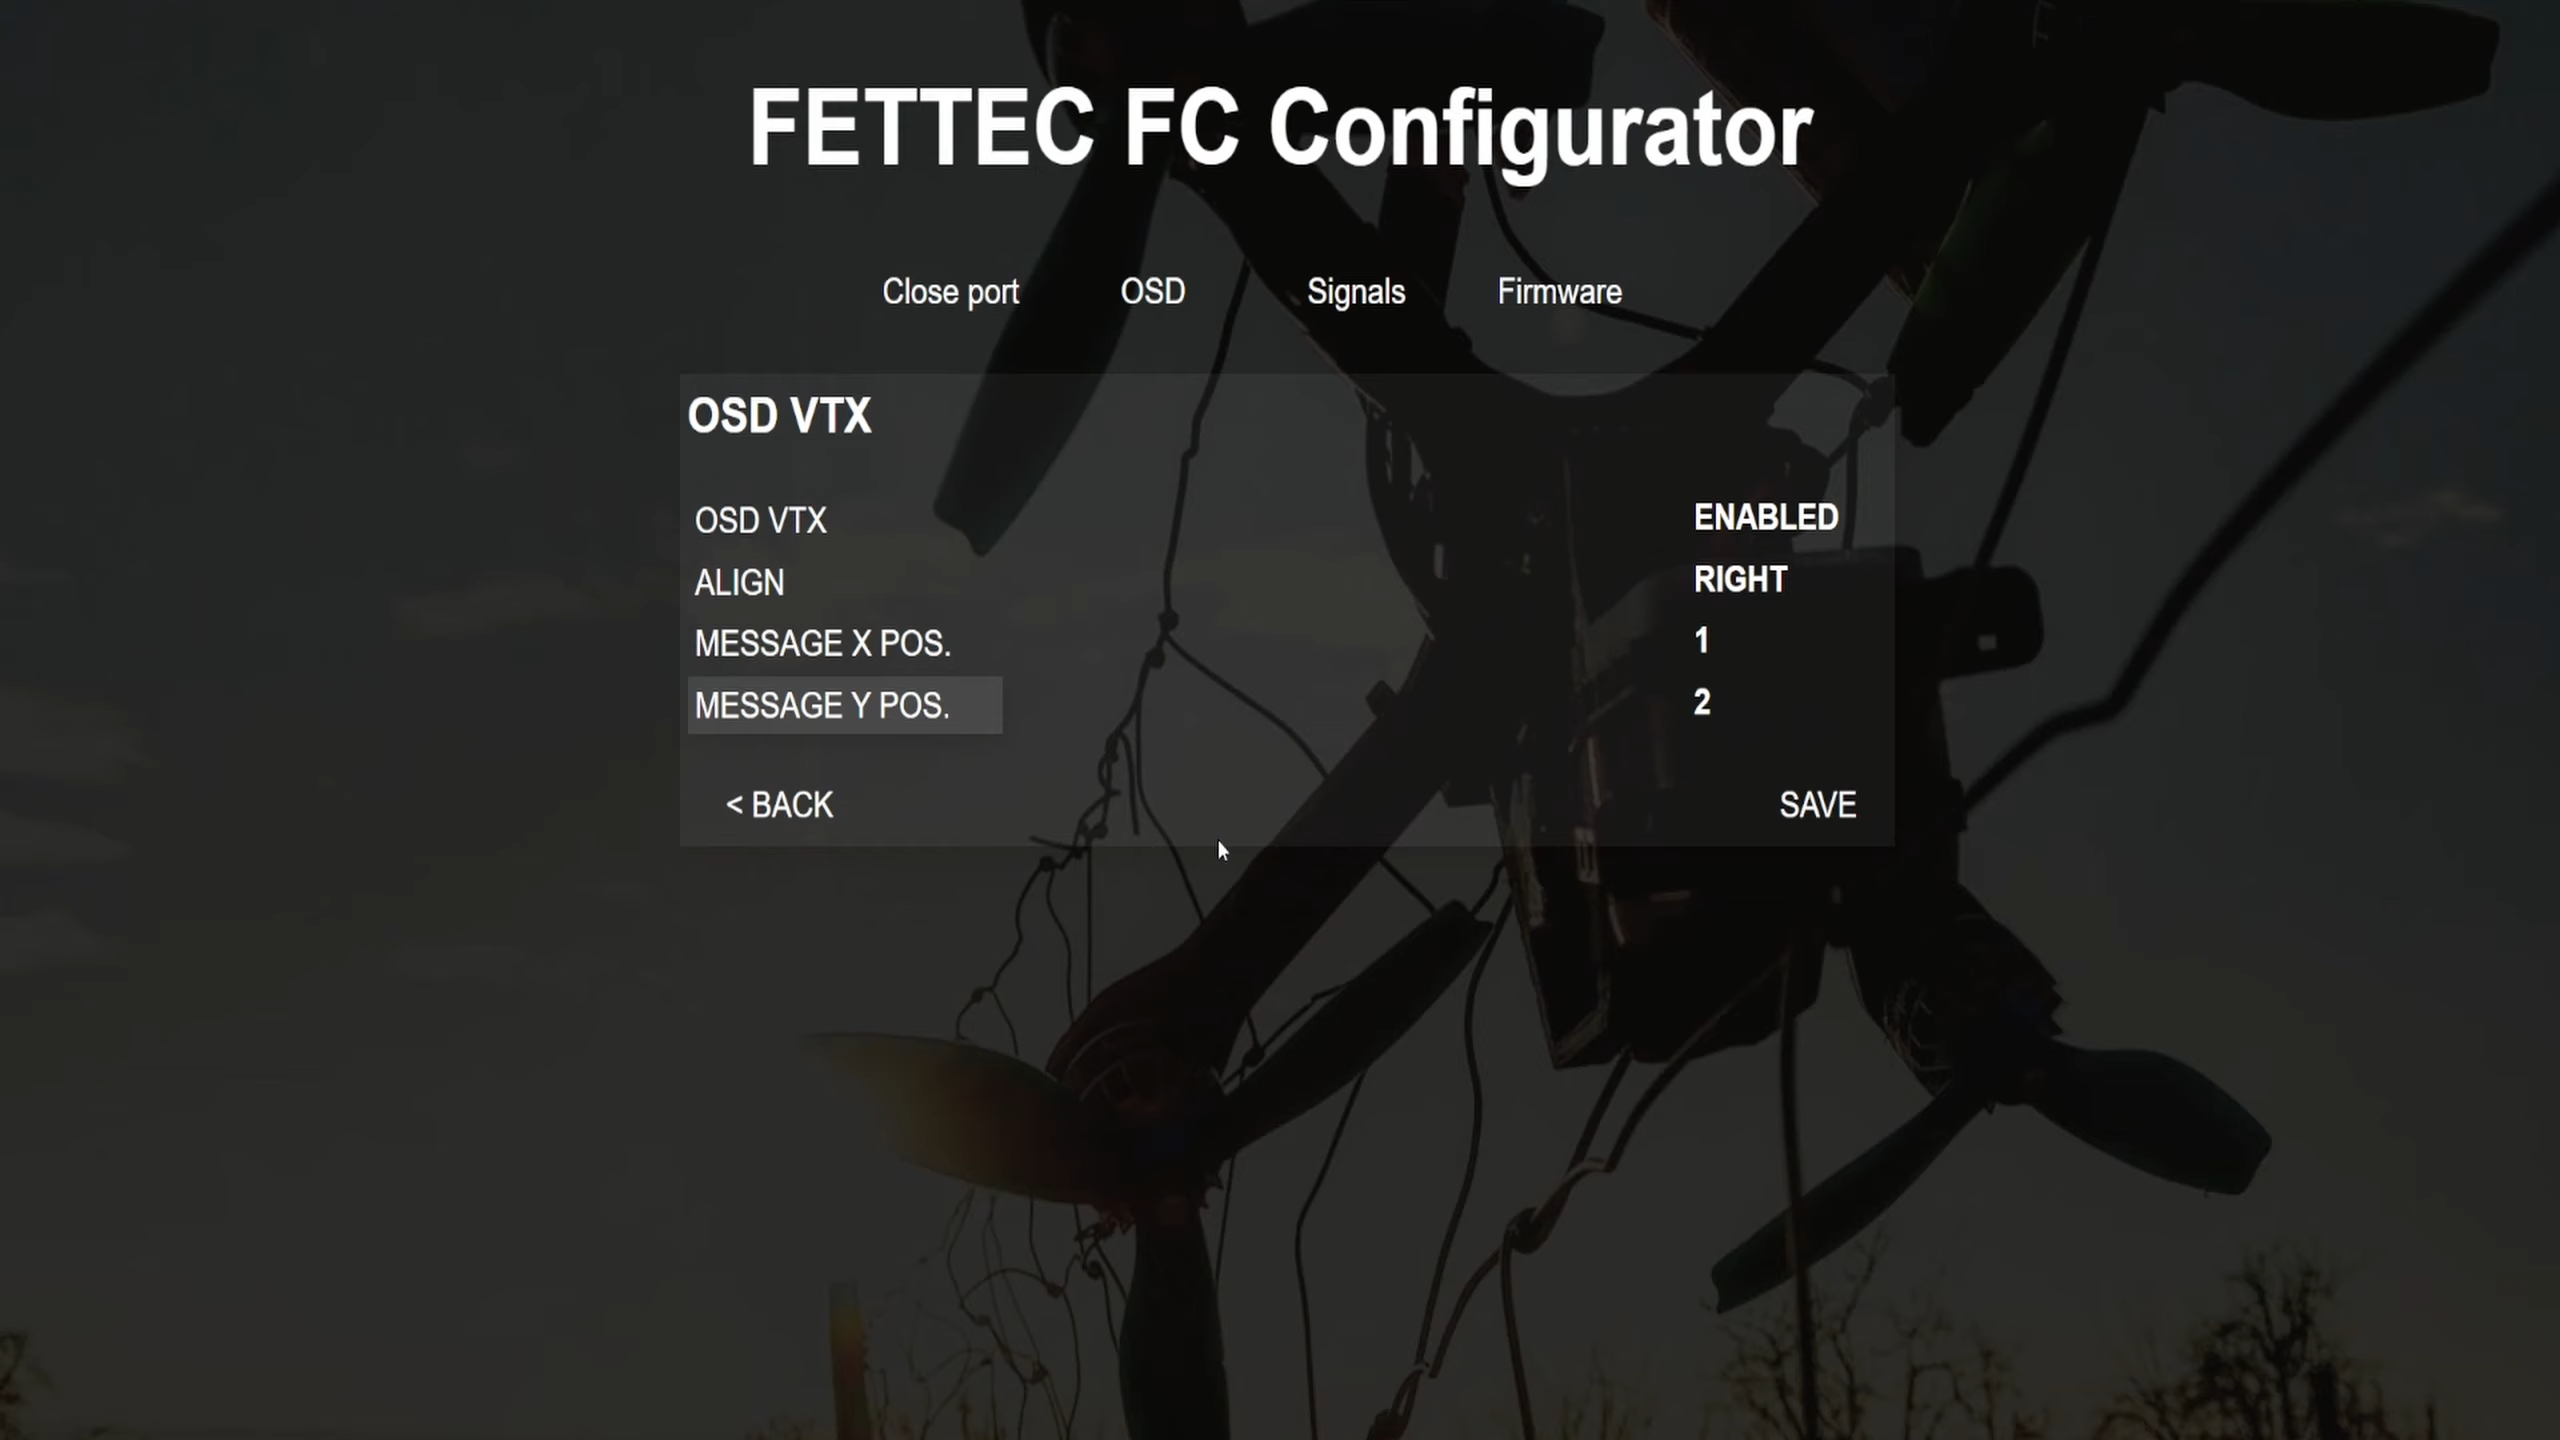 FETTEC FC Configurator
Close port OSD Signals Firmware
OSD VTX
OSD VTX ENABLED
ALIGN RIGHT
MESSAGE X POS. 1
MESSAGE Y POS. 2
< BACK SAVE